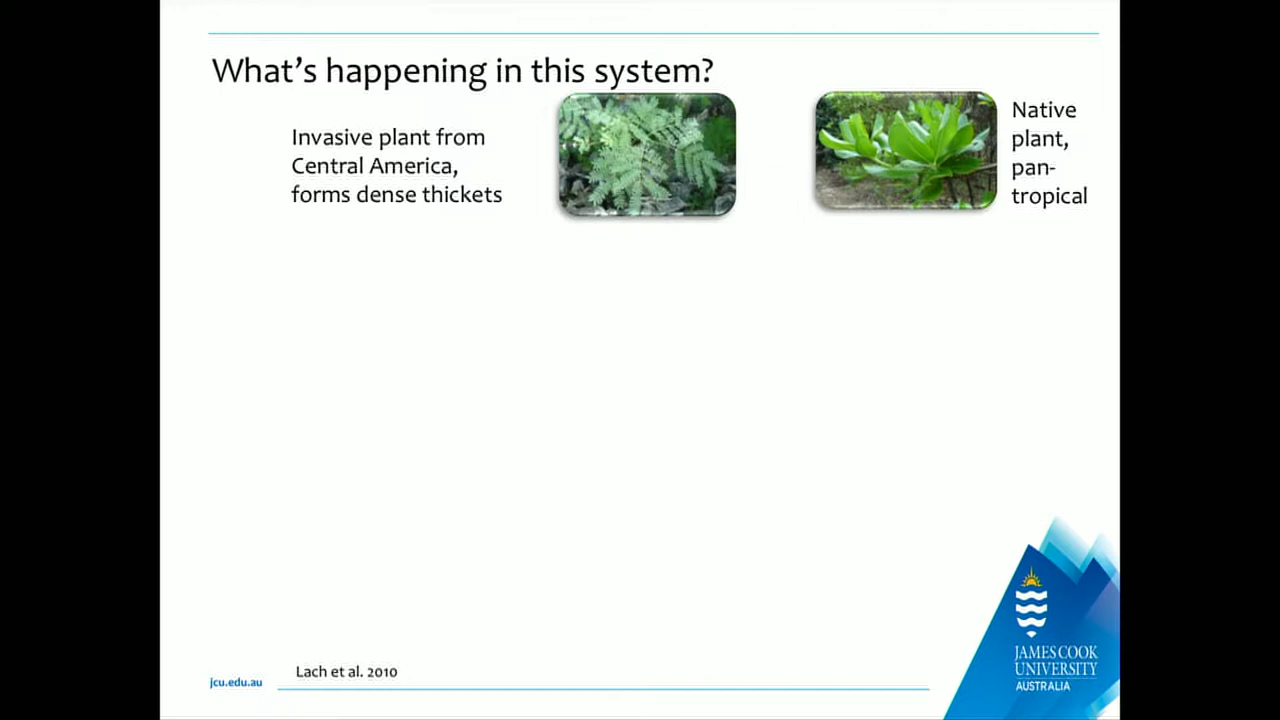 What's happening in this system?
Invasive plant from
Central America,
forms dense thickets
Native
plant,
pan-
tropical
Lach et al. 2010
jcu.edu.au
JAMES COOK
UNIVERSITY
AUSTRALIA